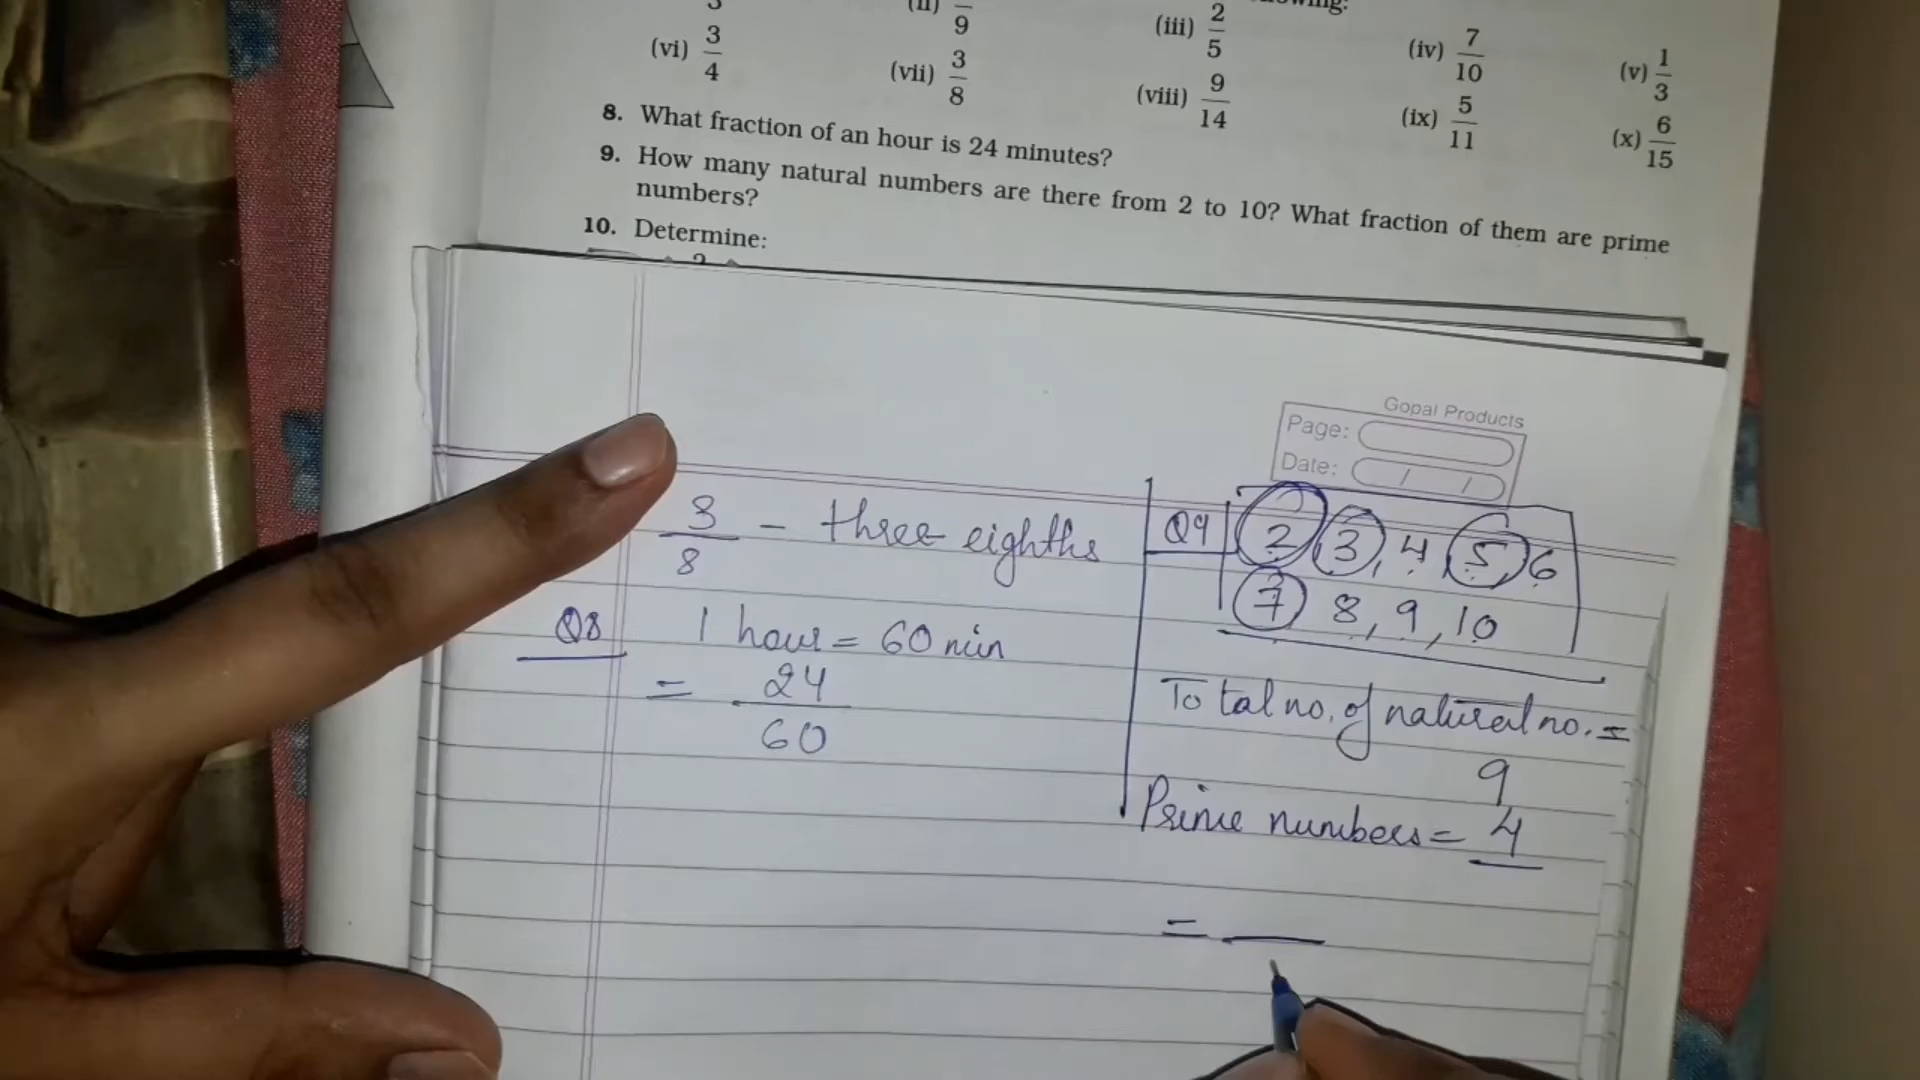 (iii) 2/5
(iv) 7/10
(v) 1/3
(vi) 3/4
(vii) 3/8
(viii) 9/14
(ix) 5/11
(x) 6/15
8. What fraction of an hour is 24 minutes?
9. How many natural numbers are there from 2 to 10? What fraction of them are prime
numbers?
10. Determine:
Gopal Products
Page:
Date: / /
3/8 - three eighths
Q8 1 hour = 60 min
= 24/60
Q9 2 3, 4, 5, 6
7 8, 9, 10
Total no. of natural no. =
9
Prime numbers = 4
=